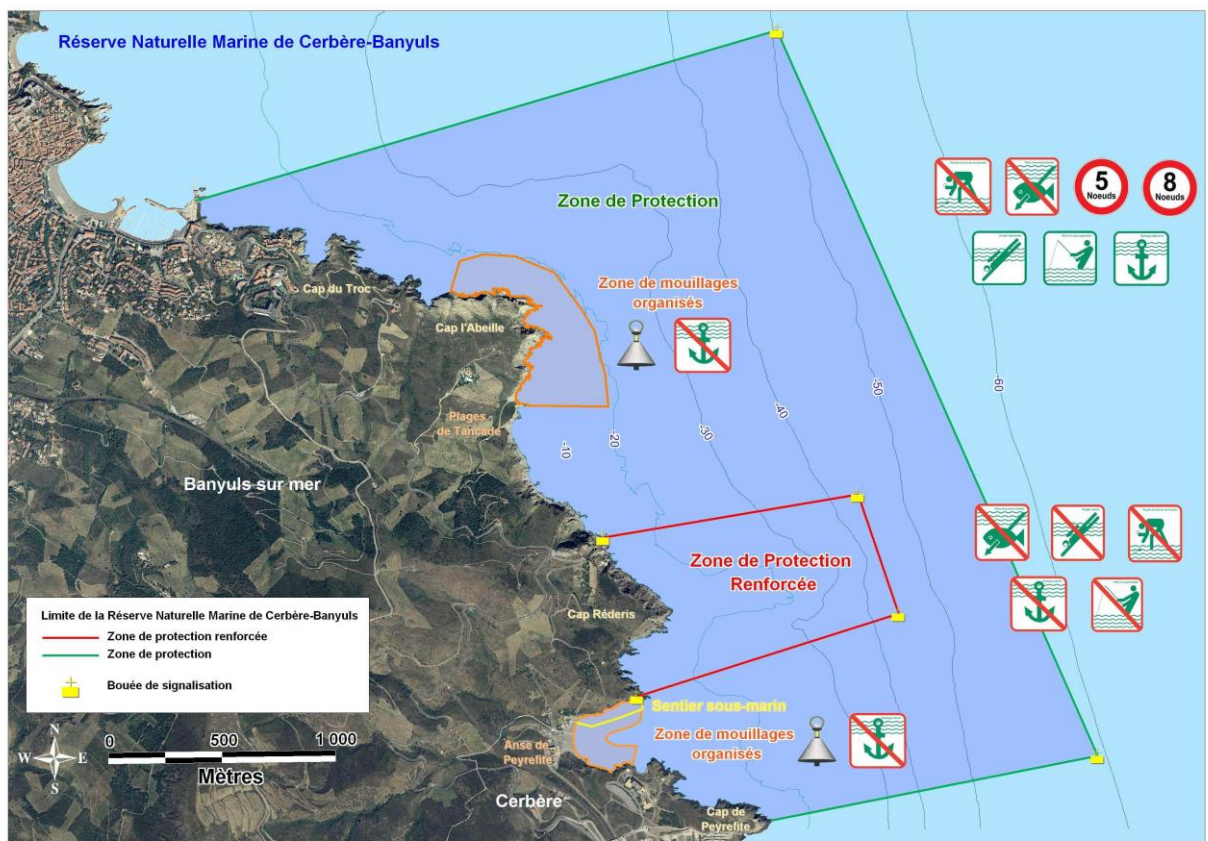 Réserve Naturelle Marine de Cerbère-Banyuls
Zone de Protection
5
Noeuds
8
Noeuds
Cap du Troc
Zone de mouillages
organisés
Cap l'Abeille
Plages
de Tancade
-10
-20
-30
-40
-50
-60
Banyuls sur mer
Zone de Protection
Renforcée
Cap Réderis
Limite de la Réserve Naturelle Marine de Cerbère-Banyuls
Zone de protection renforcée
Zone de protection
Bouée de signalisation
Sentier sous-marin
Zone de mouillages
organisés
Anse de
Peyrefite
N
W
E
S
0
500
1 000
Mètres
Cerbère
Cap de
Peyrefite